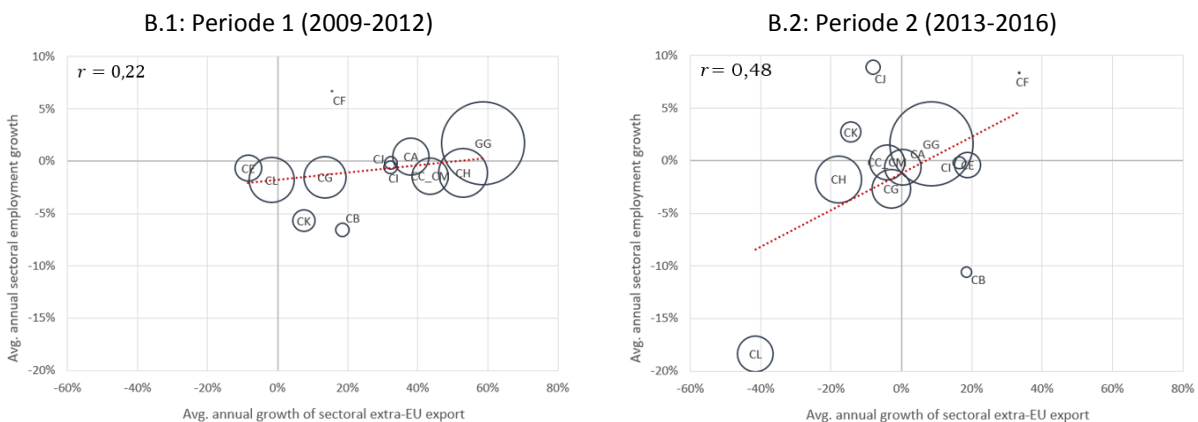 B.1: Periode 1 (2009-2012)
r = 0,22
Avg. annual sectoral employment growth
10%
5%
0%
-5%
-10%
-15%
-20%
CF
GG
CJ
CA
CE
CI
CL
CG
CC_CM
CH
CK
CB
-60%
-40%
-20%
0%
20%
40%
60%
80%
Avg. annual growth of sectoral extra-EU export
B.2: Periode 2 (2013-2016)
r = 0,48
Avg. annual sectoral employment growth
10%
5%
0%
-5%
-10%
-15%
-20%
CJ
CF
CK
GG
CA
CC_CM
CI
CE
CH
CG
CB
CL
-60%
-40%
-20%
0%
20%
40%
60%
80%
Avg. annual growth of sectoral extra-EU export